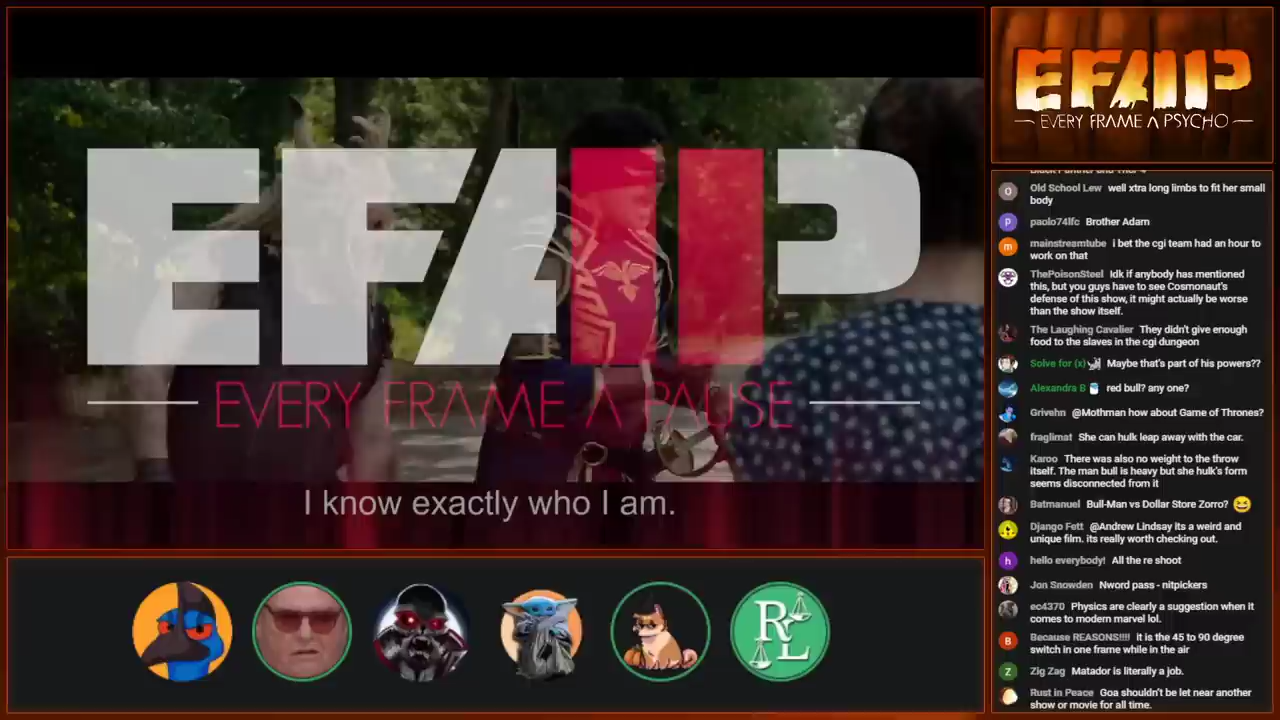 EFAIIP
EVERY FRAME A PAUSE
I know exactly who I am.
RL
EFAIIP
EVERY FRAME A PSYCHO
Old School Lew well xtra long limbs to fit her small
body
paolo74lfc Brother Adam
mainstreamtube i bet the cgi team had an hour to
work on that
ThePoisonSteel Idk if anybody has mentioned
this, but you guys have to see Cosmonaut's
defense of this show, it might actually be worse
than the show itself.
The Laughing Cavalier They didn't give enough
food to the slaves in the cgi dungeon
Solve for (x) Maybe that's part of his powers??
Alexandra B red bull? any one?
Grivehn @Mothman how about Game of Thrones?
fraglimat She can hulk leap away with the car.
Karoo There was also no weight to the throw
itself. The man bull is heavy but she hulk's form
seems disconnected from it
Batmanuel Bull-Man vs Dollar Store Zorro? 😆
Django Fett @Andrew Lindsay its a weird and
unique film. its really worth checking out.
hello everybody! All the re shoot
Jon Snowden Nword pass - nitpickers
ec4370 Physics are clearly a suggestion when it
comes to modern marvel lol.
Because REASONS!!!! it is the 45 to 90 degree
switch in one frame while in the air
Zig Zag Matador is literally a job.
Rust in Peace Goa shouldn't be let near another
show or movie for all time.